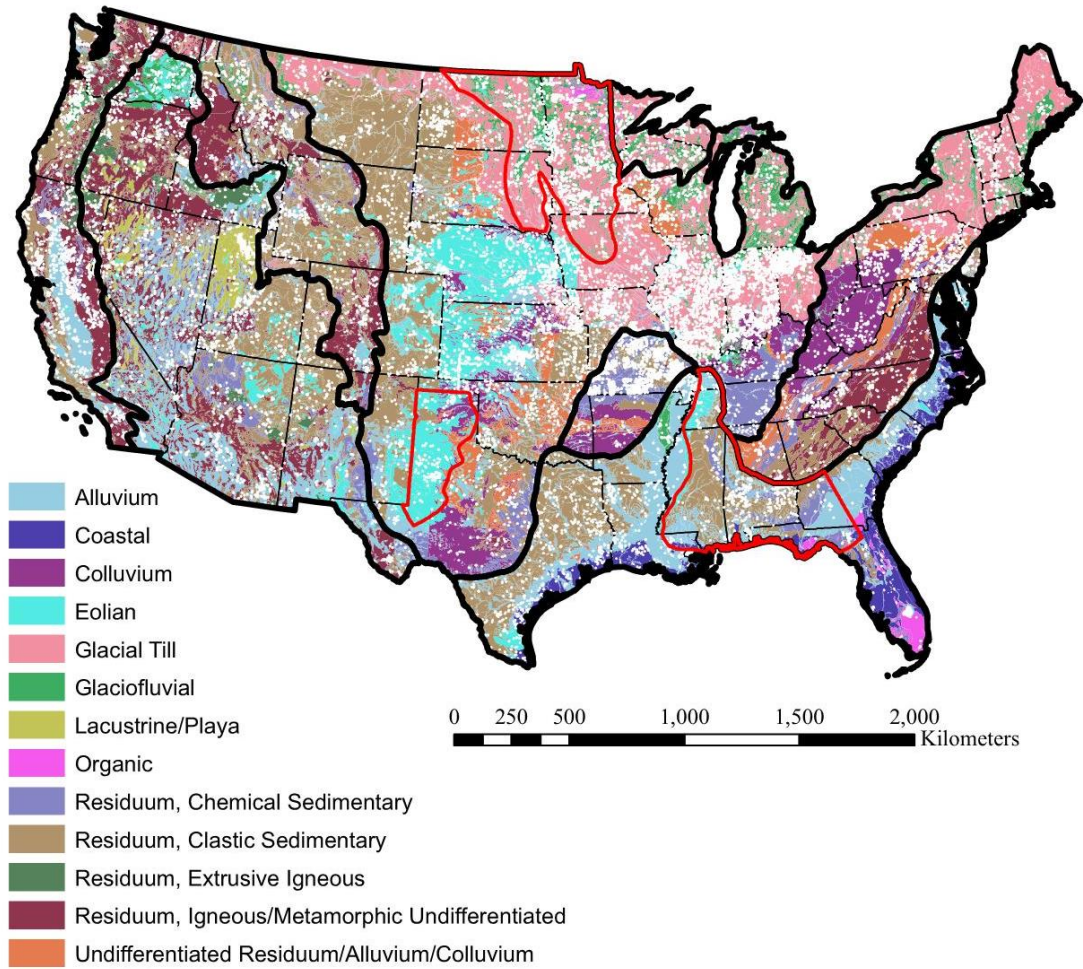 Alluvium
Coastal
Colluvium
Eolian
Glacial Till
Glaciofluvial
Lacustrine/Playa
Organic
Residuum, Chemical Sedimentary
Residuum, Clastic Sedimentary
Residuum, Extrusive Igneous
Residuum, Igneous/Metamorphic Undifferentiated
Undifferentiated Residuum/Alluvium/Colluvium
0 250 500 1,000 1,500 2,000
Kilometers